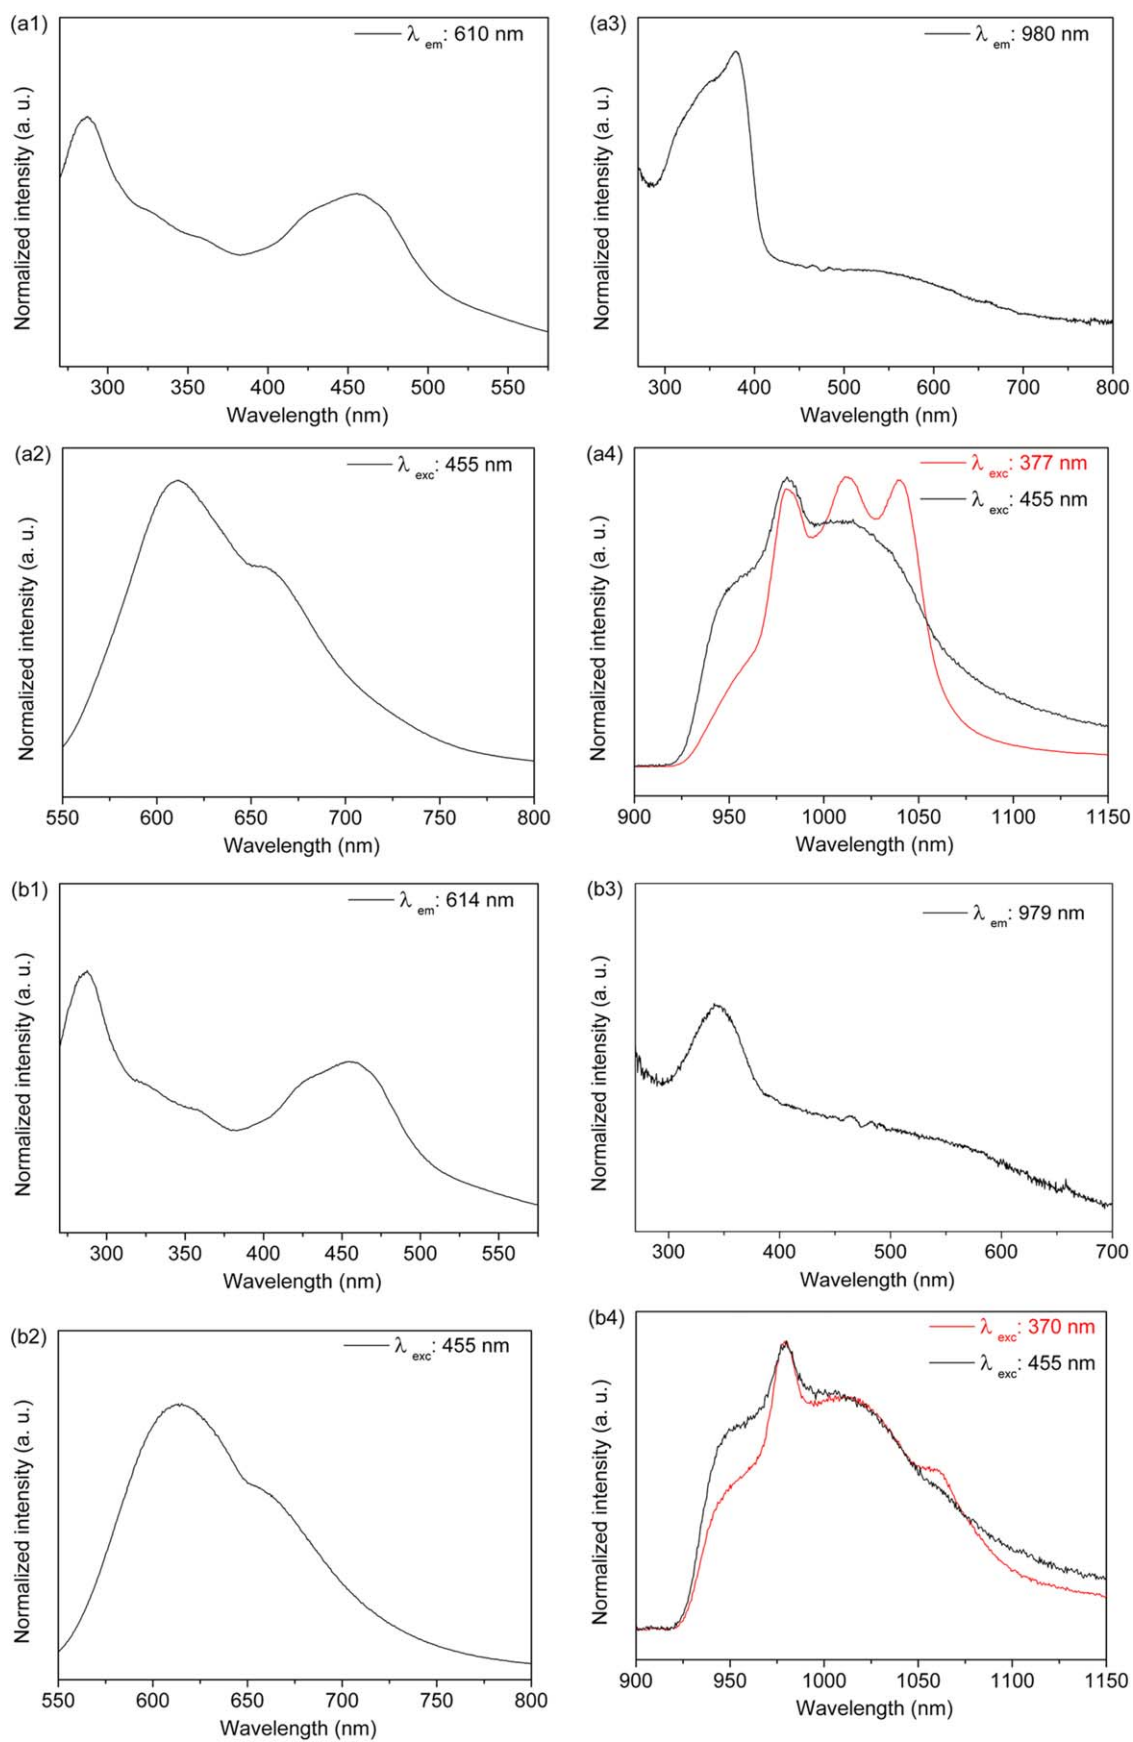 (a1)
λ em: 610 nm
Normalized intensity (a. u.)
300 350 400 450 500 550
Wavelength (nm)
(a3)
λ em: 980 nm
Normalized intensity (a. u.)
300 400 500 600 700 800
Wavelength (nm)
(a2)
λ exc: 455 nm
Normalized intensity (a. u.)
550 600 650 700 750 800
Wavelength (nm)
(a4)
λ exc: 377 nm
λ exc: 455 nm
Normalized intensity (a. u.)
900 950 1000 1050 1100 1150
Wavelength (nm)
(b1)
λ em: 614 nm
Normalized intensity (a. u.)
300 350 400 450 500 550
Wavelength (nm)
(b3)
λ em: 979 nm
Normalized intensity (a. u.)
300 400 500 600 700
Wavelength (nm)
(b2)
λ exc: 455 nm
Normalized intensity (a. u.)
550 600 650 700 750 800
Wavelength (nm)
(b4)
λ exc: 370 nm
λ exc: 455 nm
Normalized intensity (a. u.)
900 950 1000 1050 1100 1150
Wavelength (nm)